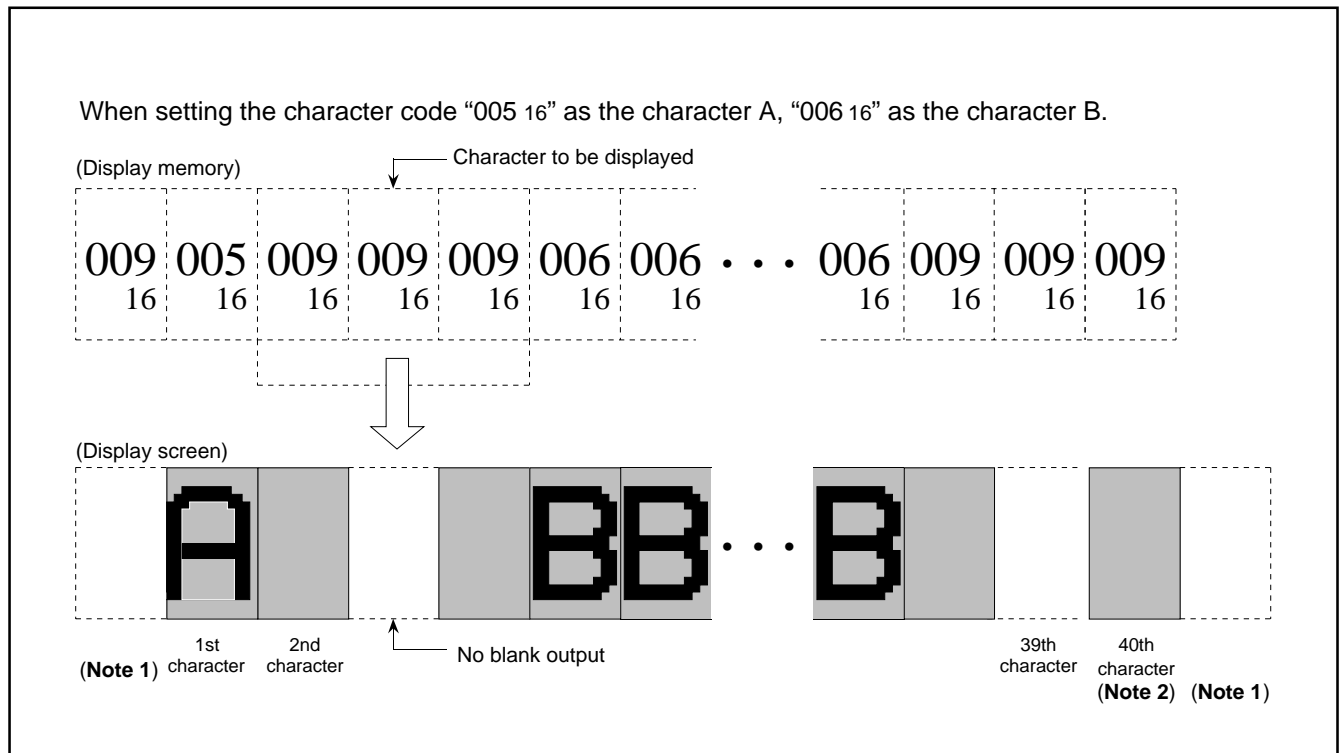 When setting the character code “005 16” as the character A, “006 16” as the character B.
(Display memory)
Character to be displayed
009 005 009 009 009 006 006 · · · 006 009 009 009
16 16 16 16 16 16 16 16 16 16 16
(Display screen)
A B B · · · B
No blank output
(Note 1)
1st
character
2nd
character
39th
character
40th
character
(Note 2)
(Note 1)